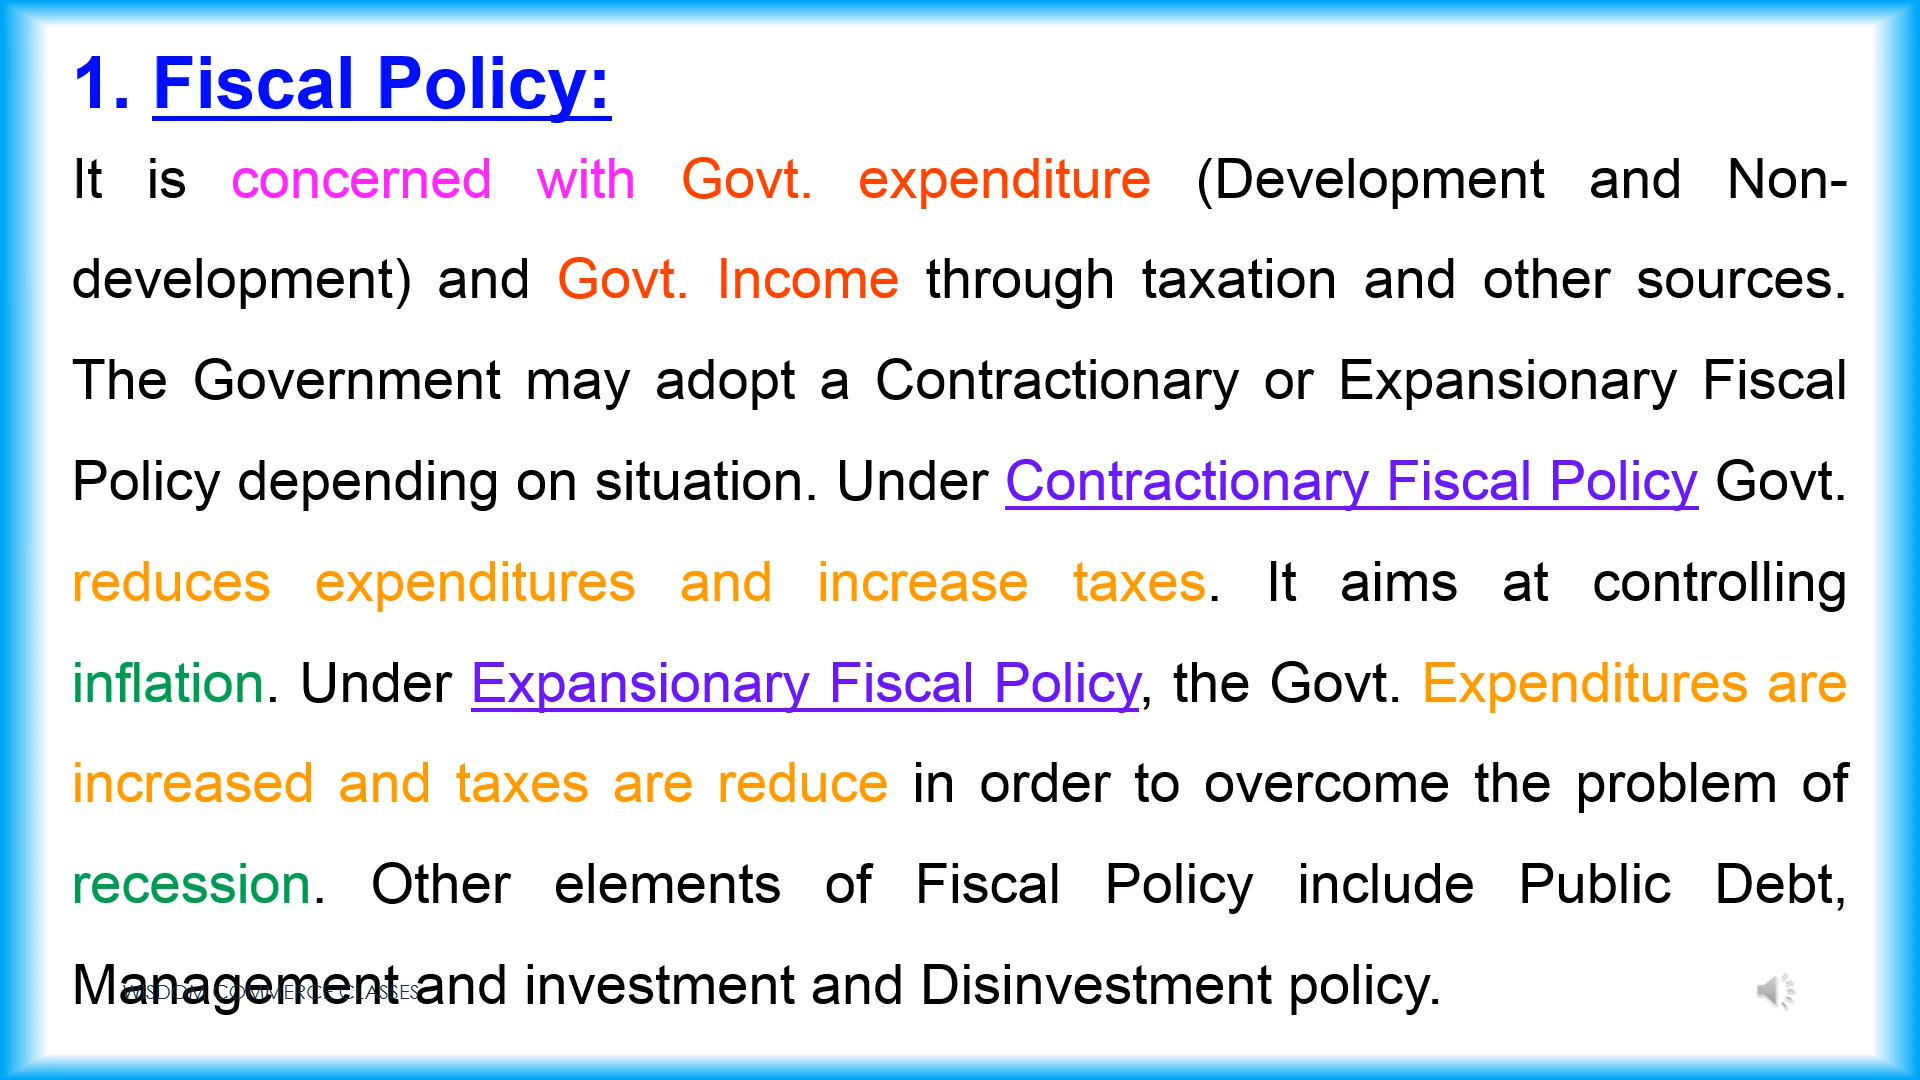 1. Fiscal Policy:
It is concerned with Govt. expenditure (Development and Non-
development) and Govt. Income through taxation and other sources.
The Government may adopt a Contractionary or Expansionary Fiscal
Policy depending on situation. Under Contractionary Fiscal Policy Govt.
reduces expenditures and increase taxes. It aims at controlling
inflation. Under Expansionary Fiscal Policy, the Govt. Expenditures are
increased and taxes are reduce in order to overcome the problem of
recession. Other elements of Fiscal Policy include Public Debt,
Management and investment and Disinvestment policy.
WISDOM COMMERCE CLASSES